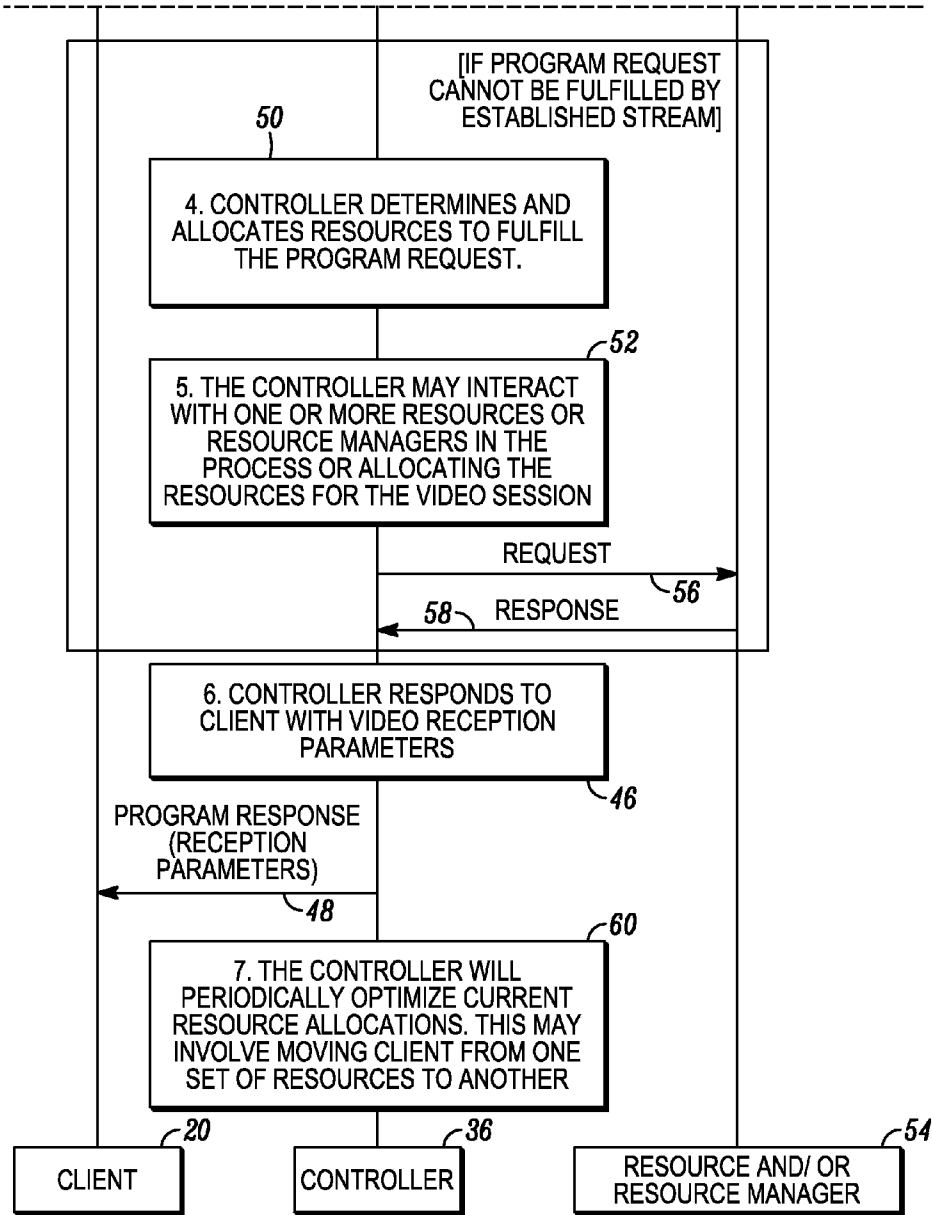 [IF PROGRAM REQUEST
CANNOT BE FULFILLED BY
ESTABLISHED STREAM]
50
4. CONTROLLER DETERMINES AND
ALLOCATES RESOURCES TO FULFILL
THE PROGRAM REQUEST.
52
5. THE CONTROLLER MAY INTERACT
WITH ONE OR MORE RESOURCES OR
RESOURCE MANAGERS IN THE
PROCESS OR ALLOCATING THE
RESOURCES FOR THE VIDEO SESSION
REQUEST
56
58
RESPONSE
6. CONTROLLER RESPONDS TO
CLIENT WITH VIDEO RECEPTION
PARAMETERS
46
PROGRAM RESPONSE
(RECEPTION
PARAMETERS)
48
60
7. THE CONTROLLER WILL
PERIODICALLY OPTIMIZE CURRENT
RESOURCE ALLOCATIONS. THIS MAY
INVOLVE MOVING CLIENT FROM ONE
SET OF RESOURCES TO ANOTHER
20
CLIENT
36
CONTROLLER
54
RESOURCE AND/ OR
RESOURCE MANAGER